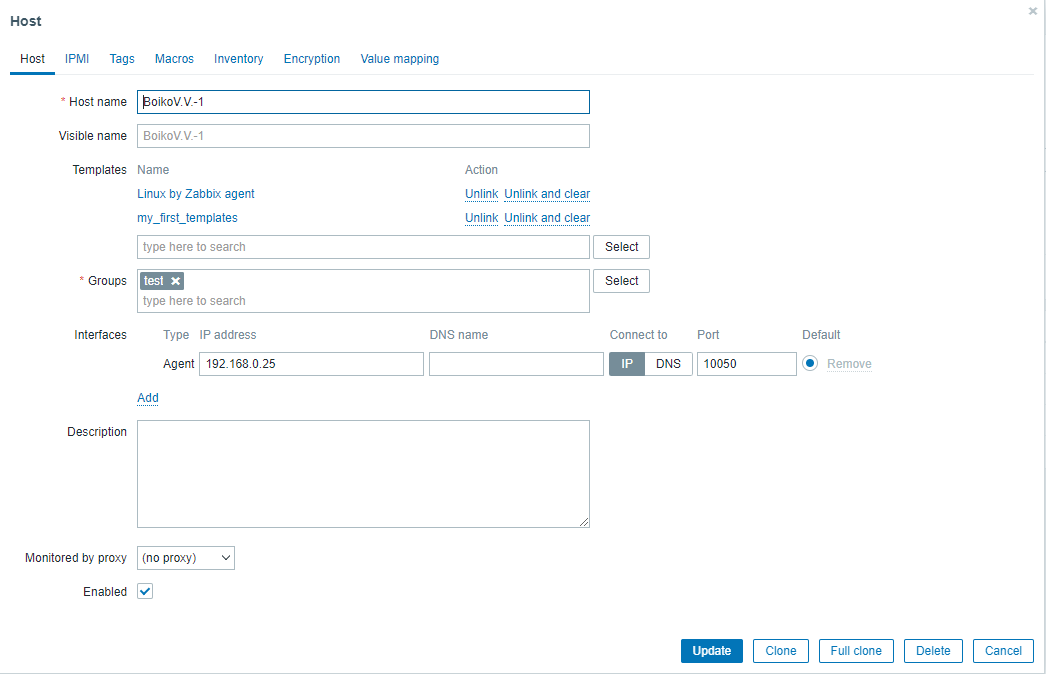 Host
Host IPMI Tags Macros Inventory Encryption Value mapping
* Host name BoikoV.V.-1
Visible name BoikoV.V.-1
Templates Name Action
Linux by Zabbix agent Unlink Unlink and clear
my_first_templates Unlink Unlink and clear
type here to search Select
* Groups test Select
type here to search
Interfaces Type IP address DNS name Connect to Port Default
Agent 192.168.0.25 IP DNS 10050 Remove
Add
Description
Monitored by proxy (no proxy)
Enabled
Update Clone Full clone Delete Cancel